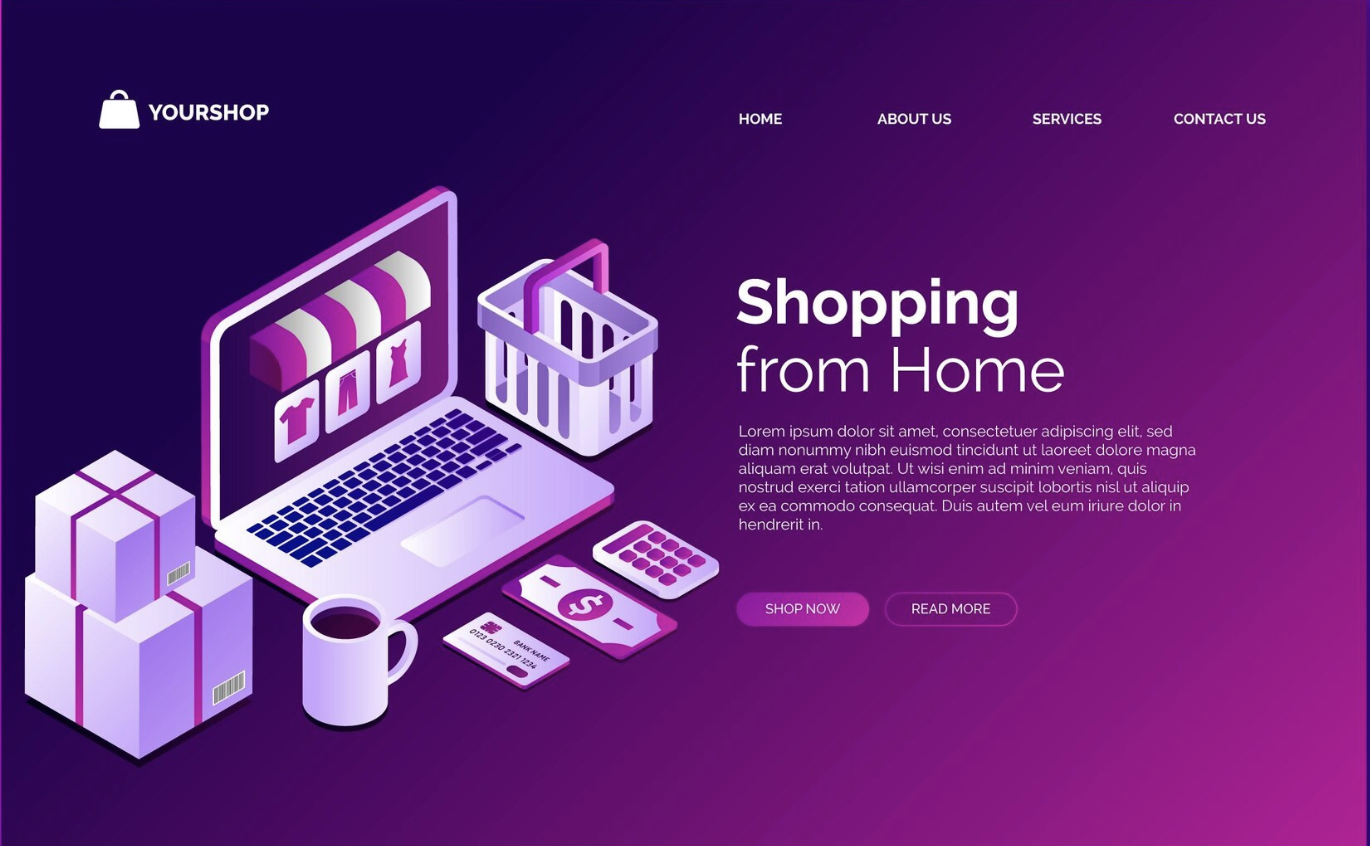 YOURSHOP
HOME ABOUT US SERVICES CONTACT US
Shopping
from Home
Lorem ipsum dolor sit amet, consectetuer adipiscing elit, sed
diam nonummy nibh euismod tincidunt ut laoreet dolore magna
aliquam erat volutpat. Ut wisi enim ad minim veniam, quis
nostrud exerci tation ullamcorper suscipit lobortis nisl ut aliquip
ex ea commodo consequat. Duis autem vel eum iriure dolor in
hendrerit in.
SHOP NOW READ MORE
$
BANK NAME
0123 0230 2321 1234